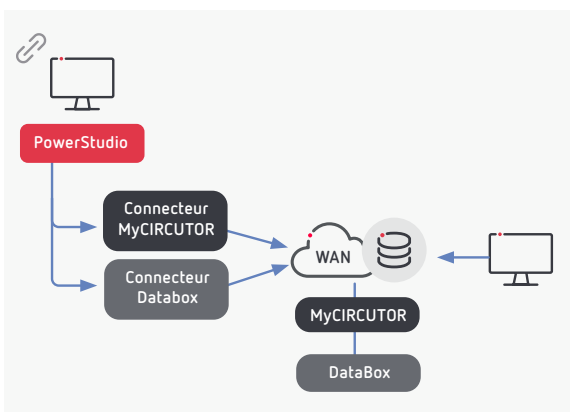 PowerStudio
Connecteur
MyCIRCUTOR
Connecteur
Databox
WAN
MyCIRCUTOR
DataBox